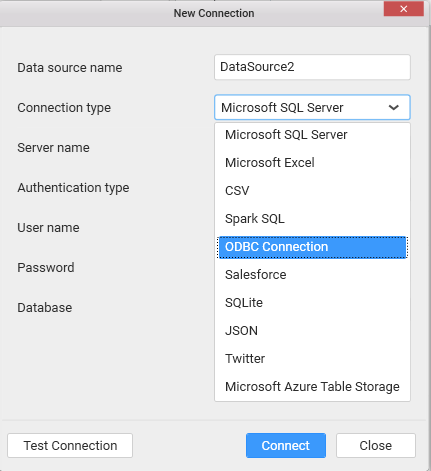 New Connection
Data source name DataSource2
Connection type Microsoft SQL Server
Microsoft SQL Server
Server name
Microsoft Excel
Authentication type CSV
Spark SQL
User name
ODBC Connection
Password Salesforce
Database SQLite
JSON
Twitter
Microsoft Azure Table Storage
Test Connection Connect Close